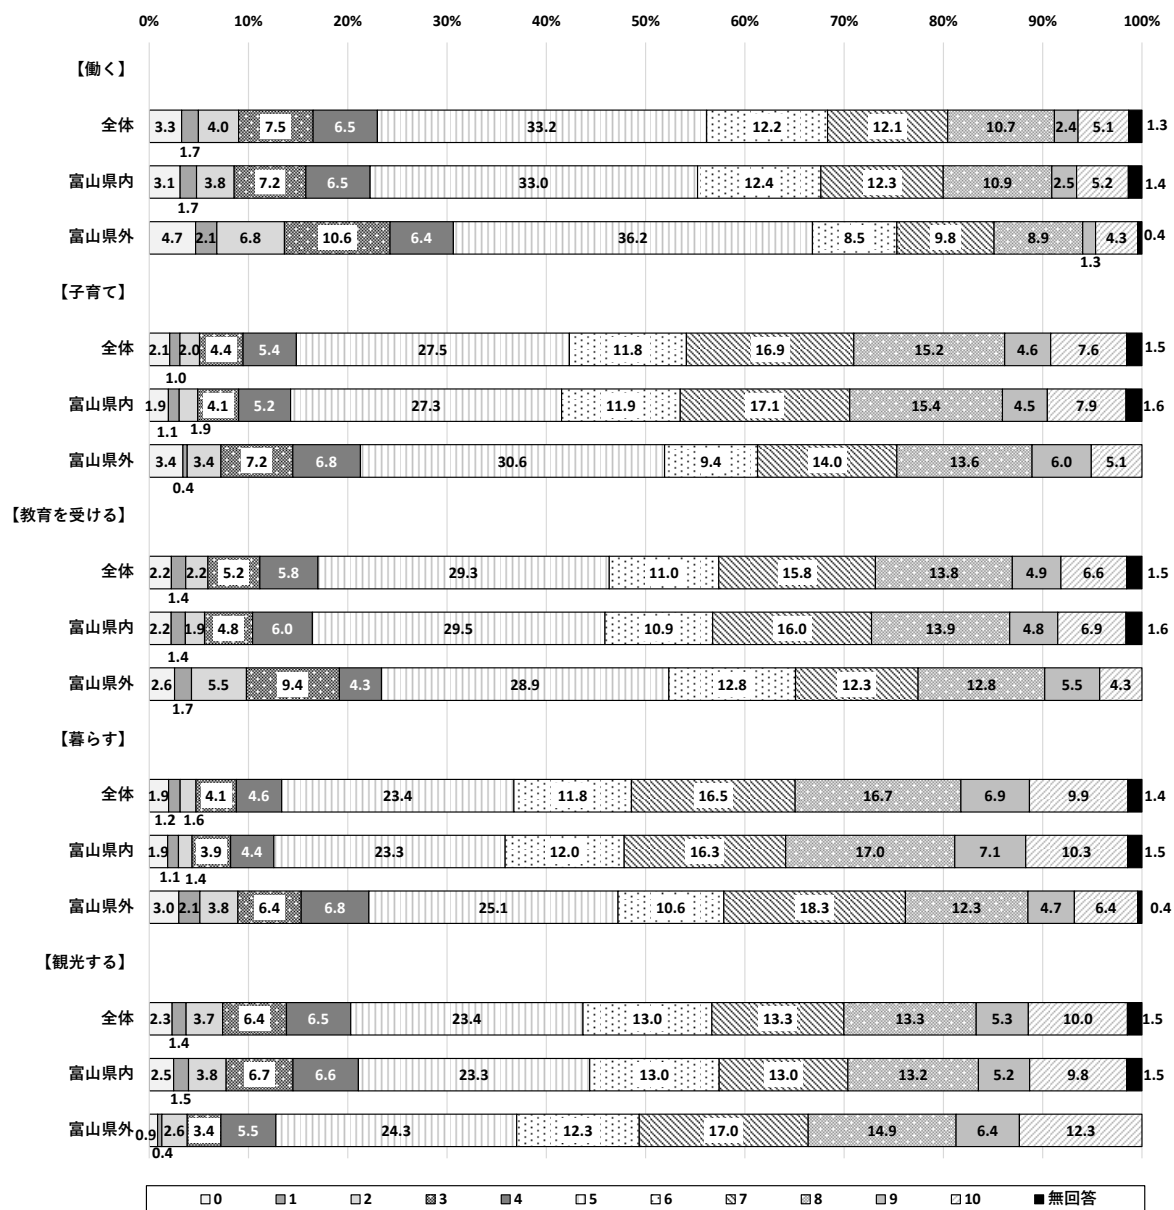 0% 10% 20% 30% 40% 50% 60% 70% 80% 90% 100%
【働く】
全体 3.3 4.0 7.5 6.5 33.2 12.2 12.1 10.7 2.4 5.1 1.3
1.7
富山県内 3.1 3.8 7.2 6.5 33.0 12.4 12.3 10.9 2.5 5.2 1.4
1.7
富山県外 4.7 2.1 6.8 10.6 6.4 36.2 8.5 9.8 8.9 4.3 0.4
1.3
【子育て】
全体 2.1 2.0 4.4 5.4 27.5 11.8 16.9 15.2 4.6 7.6 1.5
1.0
富山県内 1.9 4.1 5.2 27.3 11.9 17.1 15.4 4.5 7.9 1.6
1.1 1.9
富山県外 3.4 3.4 7.2 6.8 30.6 9.4 14.0 13.6 6.0 5.1
0.4
【教育を受ける】
全体 2.2 2.2 5.2 5.8 29.3 11.0 15.8 13.8 4.9 6.6 1.5
1.4
富山県内 2.2 1.9 4.8 6.0 29.5 10.9 16.0 13.9 4.8 6.9 1.6
1.4
富山県外 2.6 5.5 9.4 4.3 28.9 12.8 12.3 12.8 5.5 4.3
1.7
【暮らす】
全体 1.9 4.1 4.6 23.4 11.8 16.5 16.7 6.9 9.9 1.4
1.2 1.6
富山県内 1.9 3.9 4.4 23.3 12.0 16.3 17.0 7.1 10.3 1.5
1.1 1.4
富山県外 3.0 2.1 3.8 6.4 6.8 25.1 10.6 18.3 12.3 4.7 6.4 0.4
【観光する】
全体 2.3 3.7 6.4 6.5 23.4 13.0 13.3 13.3 5.3 10.0 1.5
1.4
富山県内 2.5 3.8 6.7 6.6 23.3 13.0 13.0 13.2 5.2 9.8 1.5
1.5
富山県外 0.9 2.6 3.4 5.5 24.3 12.3 17.0 14.9 6.4 12.3
0.4
0 1 2 3 4 5 6 7 8 9 10 無回答